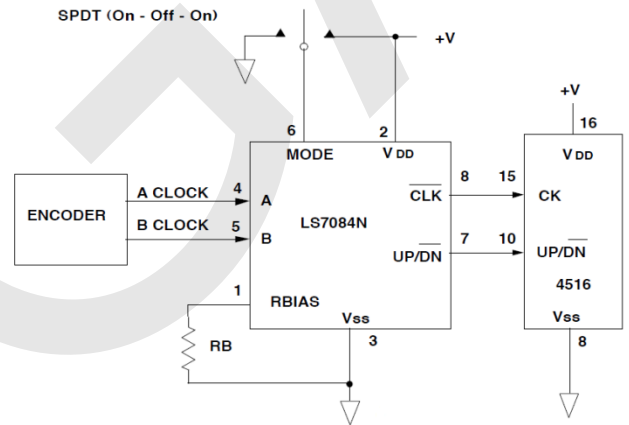 SPDT (On - Off - On)
+V
+V
6
2
16
MODE
V DD
V DD
ENCODER
A CLOCK
4
A
CLK
8
15
CK
LS7084N
B CLOCK
5
B
UP/DN
7
10
UP/DN
4516
1
RBIAS
Vss
Vss
RB
3
8